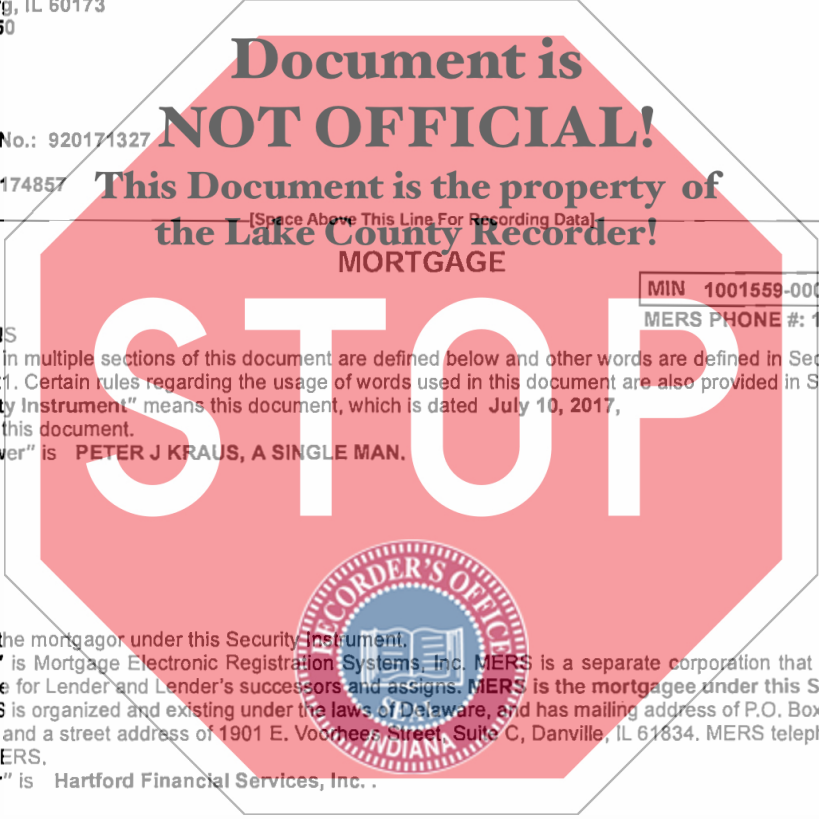 g, IL 60173
60
Document is
NOT OFFICIAL!
No.: 920171327
174857
This Document is the property of
[Space Above This Line For Recording Data]
the Lake County Recorder!
MORTGAGE
MIN 1001559-000
MERS PHONE #: 1
STOP
S
in multiple sections of this document are defined below and other words are defined in Sec
1. Certain rules regarding the usage of words used in this document are also provided in S
ty Instrument” means this document, which is dated July 10, 2017,
this document.
er” is PETER J KRAUS, A SINGLE MAN.
RECORDER'S OFFICE
the mortgagor under this Security Instrument.
” is Mortgage Electronic Registration Systems, Inc. MERS is a separate corporation that
e for Lender and Lender’s successors and assigns. MERS is the mortgagee under this S
S is organized and existing under the laws of Delaware, and has mailing address of P.O. Box
and a street address of 1901 E. Voorhees Street, Suite C, Danville, IL 61834. MERS teleph
INDIANA
ERS.
” is Hartford Financial Services, Inc. .